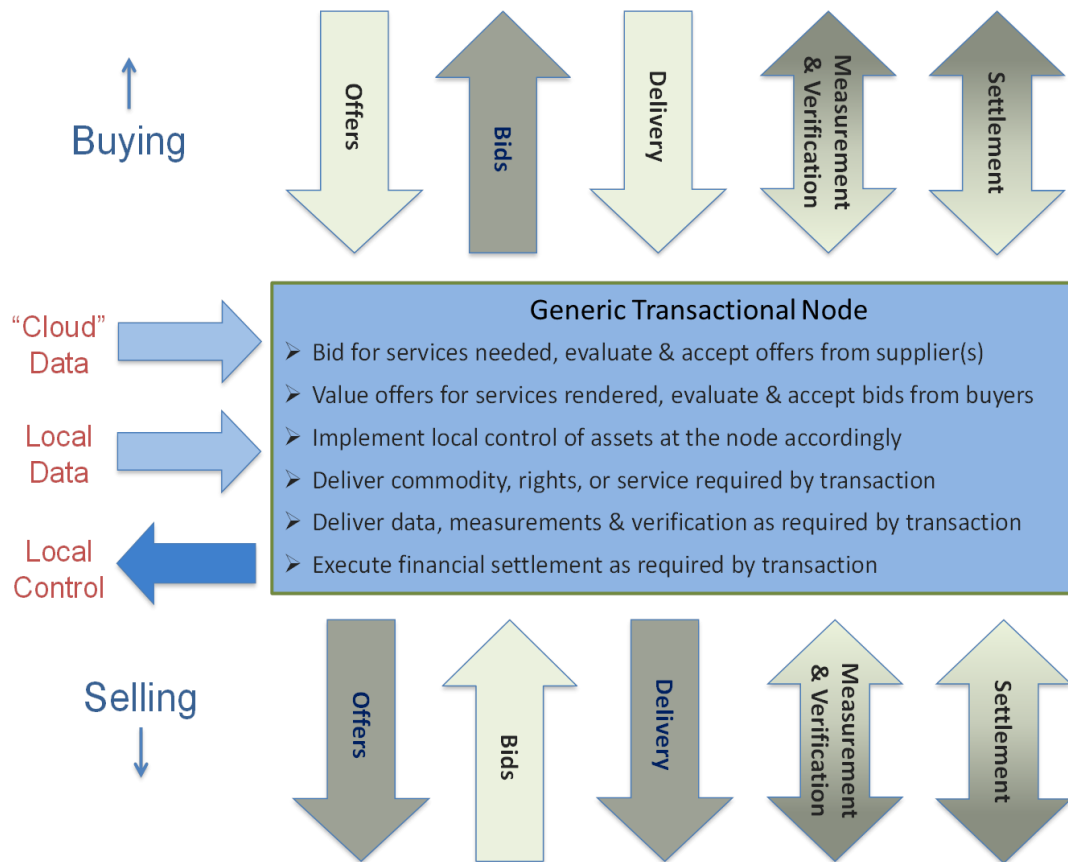 Buying
Offers
Bids
Delivery
Measurement
& Verification
Settlement
“Cloud”
Data
Local
Data
Local
Control
Generic Transactional Node
➢ Bid for services needed, evaluate & accept offers from supplier(s)
➢ Value offers for services rendered, evaluate & accept bids from buyers
➢ Implement local control of assets at the node accordingly
➢ Deliver commodity, rights, or service required by transaction
➢ Deliver data, measurements & verification as required by transaction
➢ Execute financial settlement as required by transaction
Selling
Offers
Bids
Delivery
Measurement
& Verification
Settlement